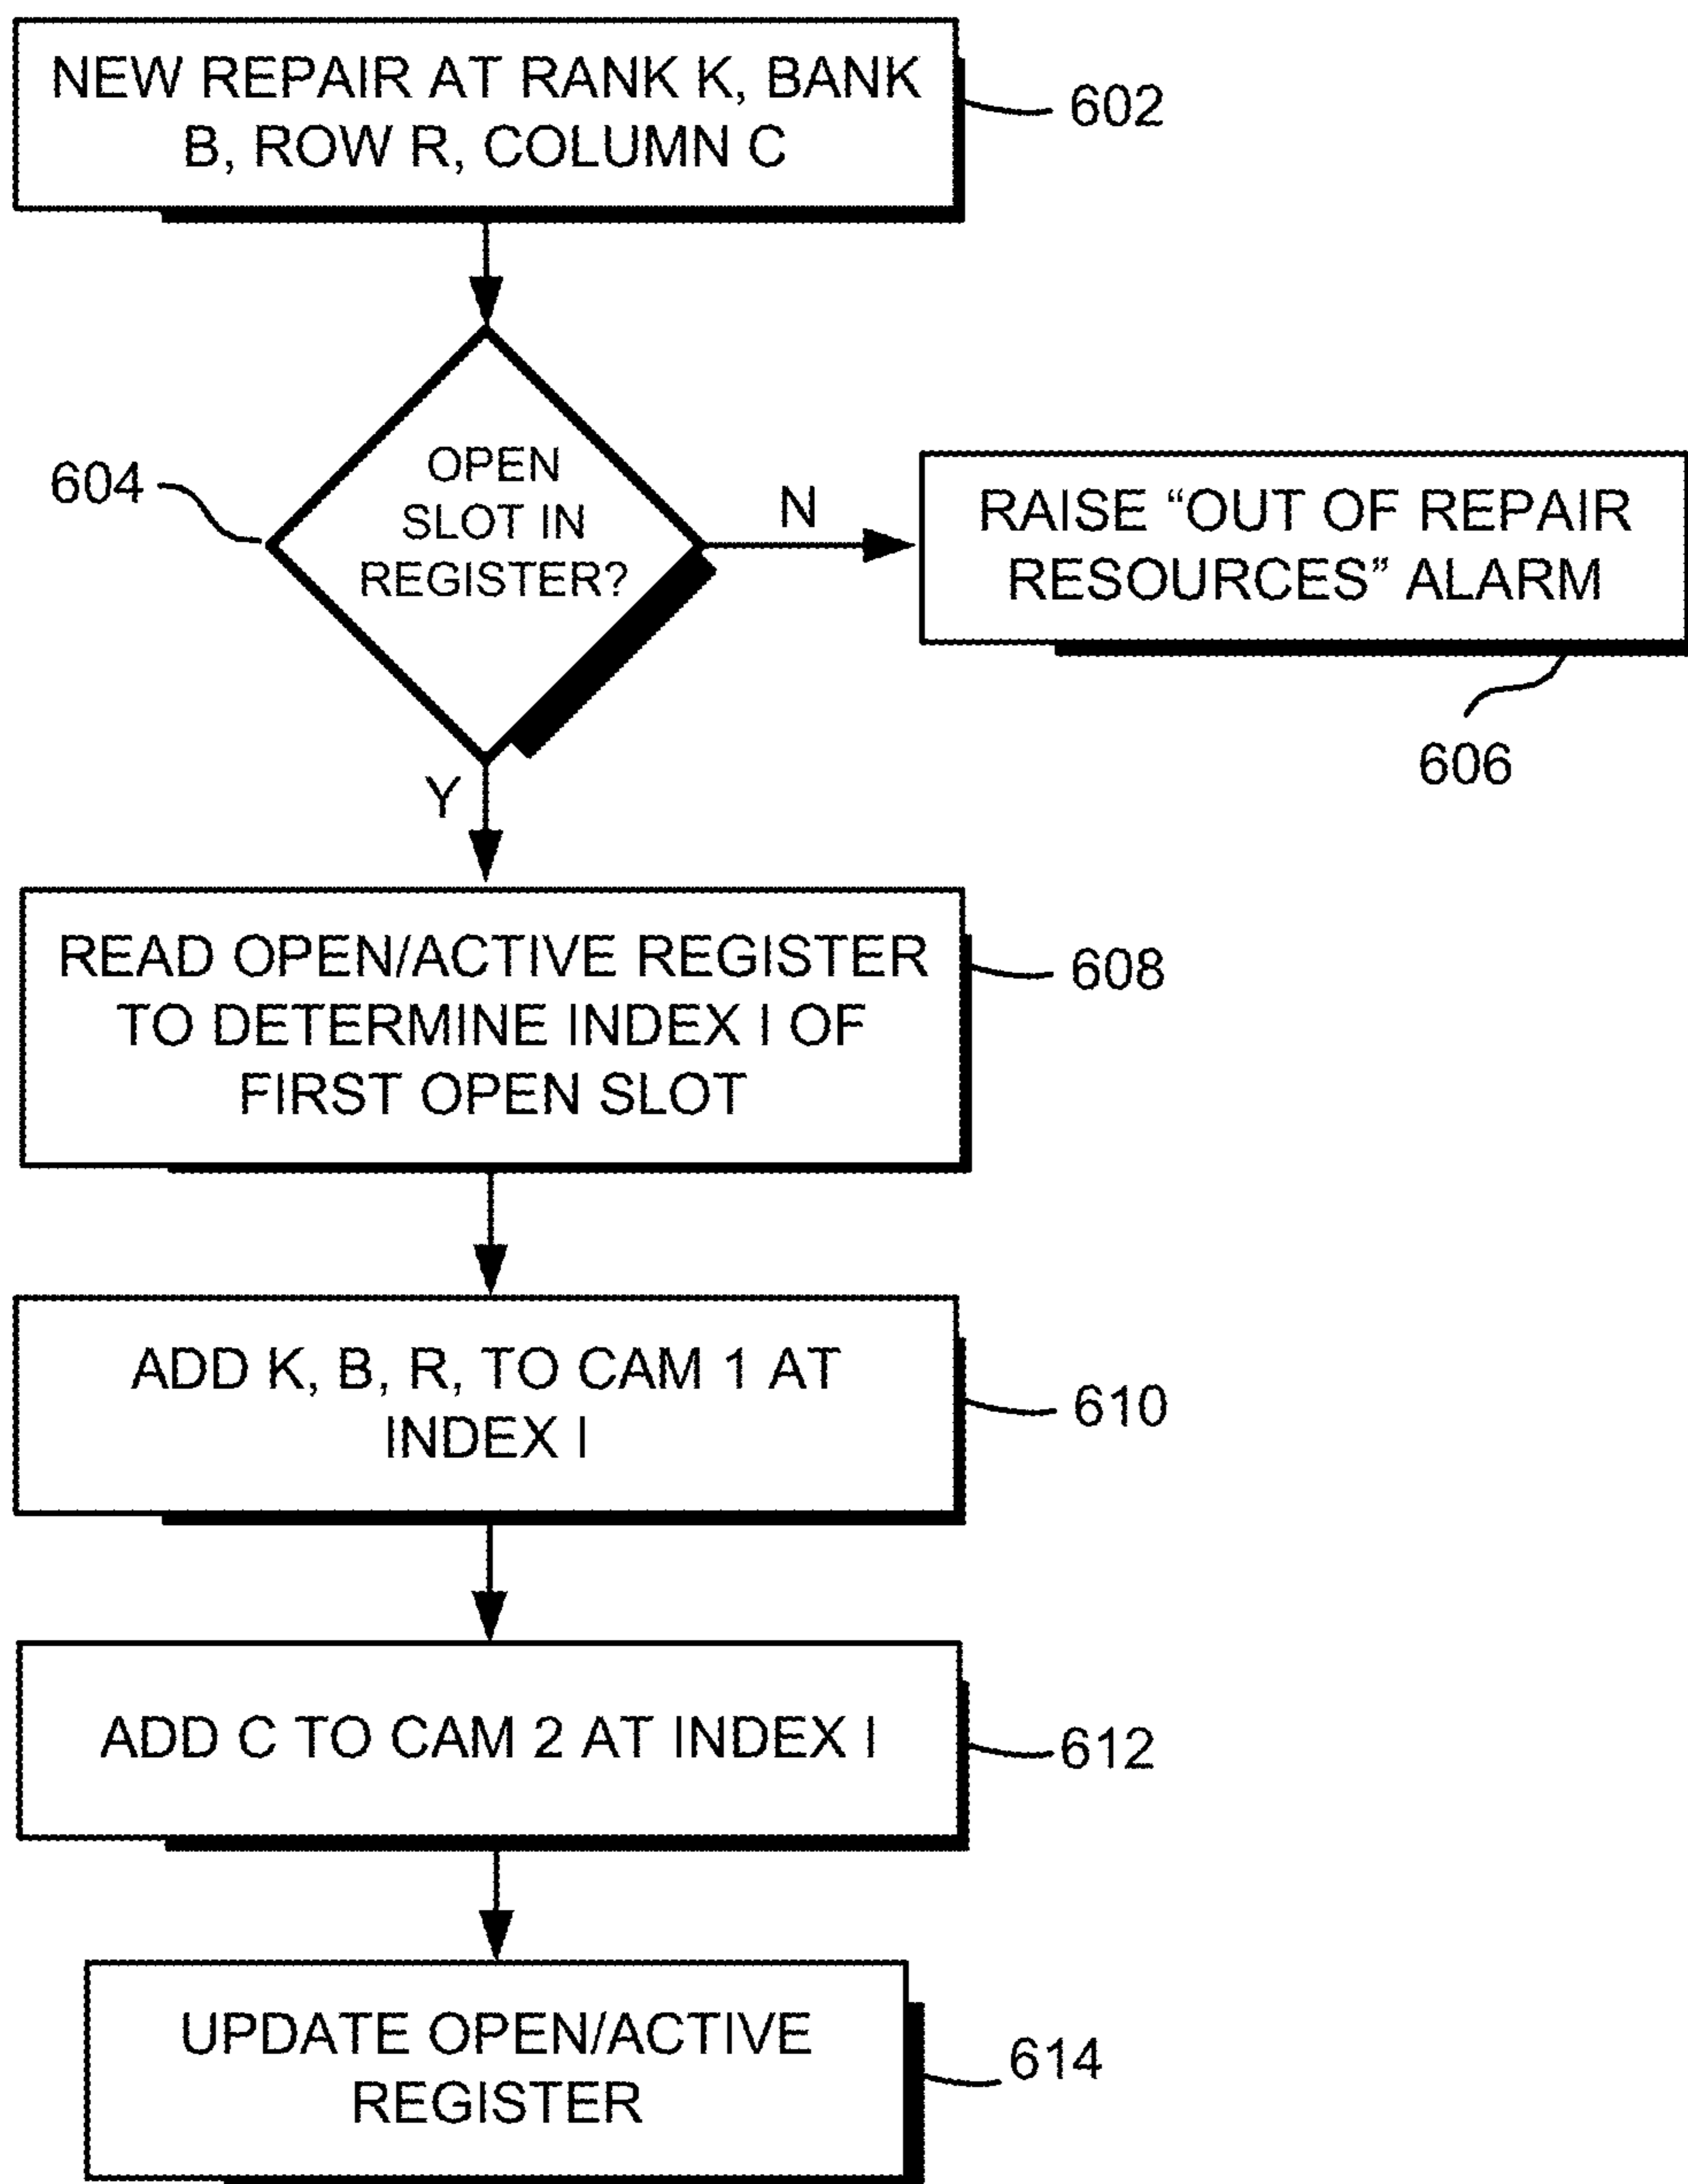 NEW REPAIR AT RANK K, BANK
B, ROW R, COLUMN C
602
604
OPEN
SLOT IN
REGISTER?
N
RAISE “OUT OF REPAIR
RESOURCES” ALARM
606
Y
READ OPEN/ACTIVE REGISTER
TO DETERMINE INDEX I OF
FIRST OPEN SLOT
608
ADD K, B, R, TO CAM 1 AT
INDEX I
610
ADD C TO CAM 2 AT INDEX I
612
UPDATE OPEN/ACTIVE
REGISTER
614